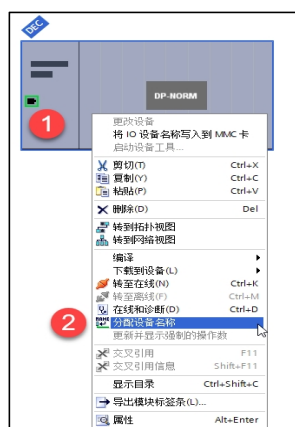 DEC
DP-NORM
1
更改设备
将 IO 设备名称写入到 MMC 卡
启动设备工具...
剪切(T) Ctrl+X
复制(Y) Ctrl+C
粘贴(P) Ctrl+V
删除(D) Del
转到拓扑视图
转到网络视图
编译
下载到设备(L)
转至在线(N) Ctrl+K
转至离线(F) Ctrl+M
在线和诊断(D) Ctrl+D
2
NAME 分配设备名称
更新并显示强制的操作数
交叉引用 F11
交叉引用信息 Shift+F11
显示目录 Ctrl+Shift+C
导出模块标签条(L)...
属性 Alt+Enter